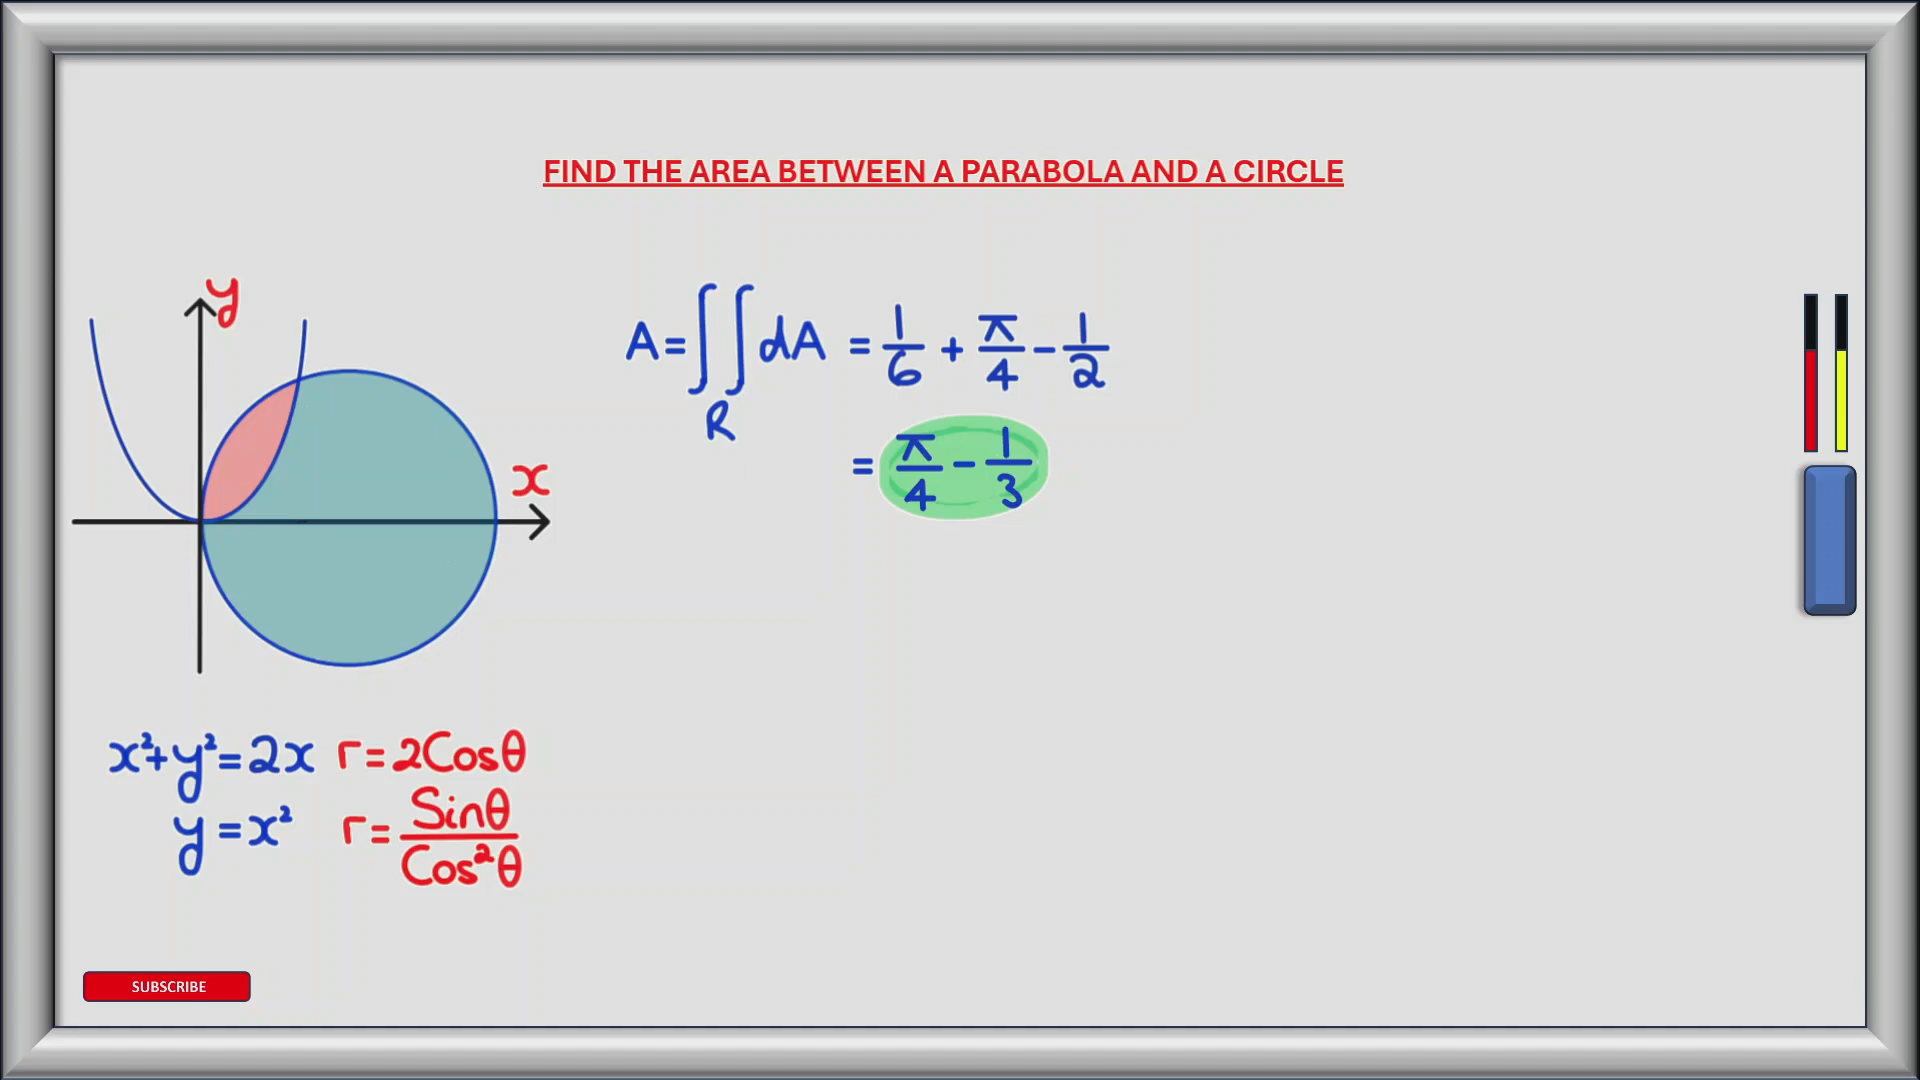 FIND THE AREA BETWEEN A PARABOLA AND A CIRCLE
y
x
A = ∫∫ dA = 1/6 + π/4 - 1/2
R
= π/4 - 1/3
x²+y² = 2x r = 2Cosθ
y = x² r = Sinθ/Cos²θ
SUBSCRIBE